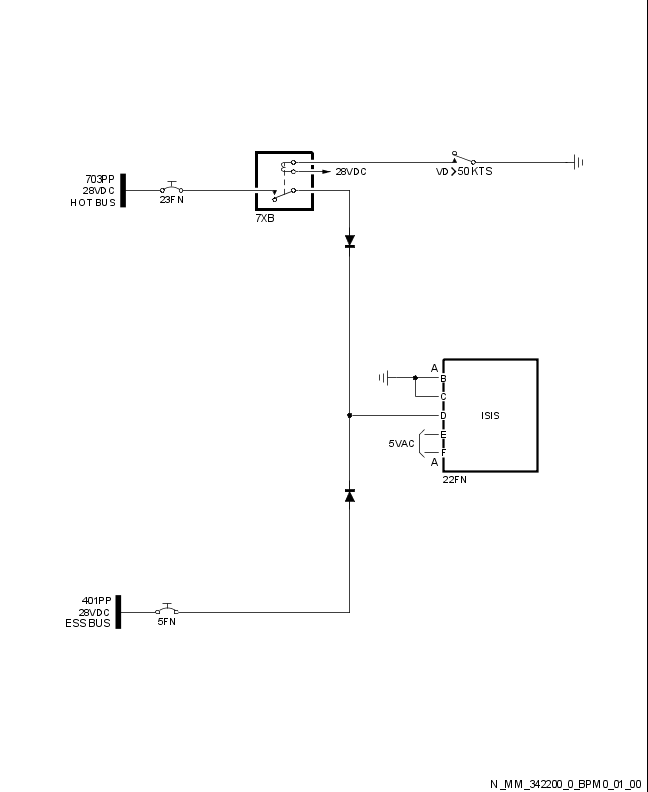 703PP
28VDC
HOT BUS
23FN
7XB
28VDC
VD>50 KTS
A
B
C
D
E
F
A
ISIS
5VAC
22FN
401PP
28VDC
ESS BUS
5FN
N_MM_342200_0_BPM0_01_00